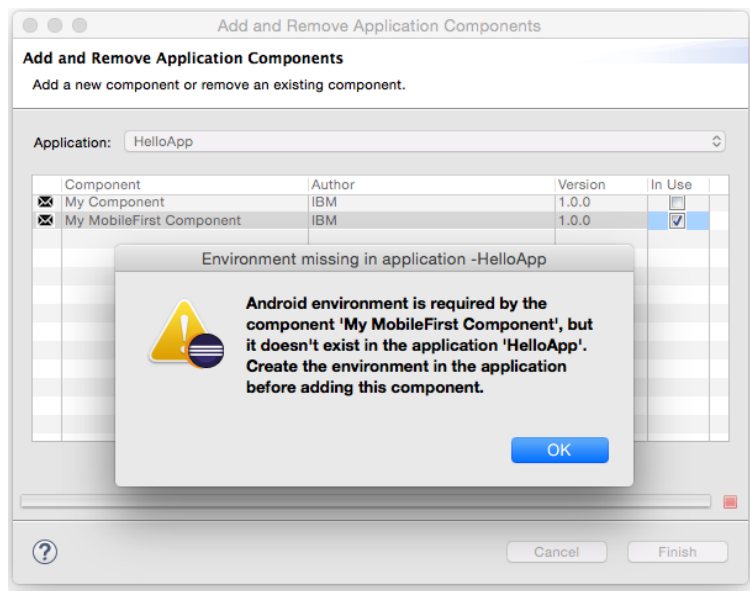 Add and Remove Application Components
Add and Remove Application Components
Add a new component or remove an existing component.
Application: HelloApp
Component Author Version In Use
My Component IBM 1.0.0
My MobileFirst Component IBM 1.0.0
Environment missing in application -HelloApp
Android environment is required by the
component 'My MobileFirst Component', but
it doesn't exist in the application 'HelloApp'.
Create the environment in the application
before adding this component.
OK
?
Cancel Finish